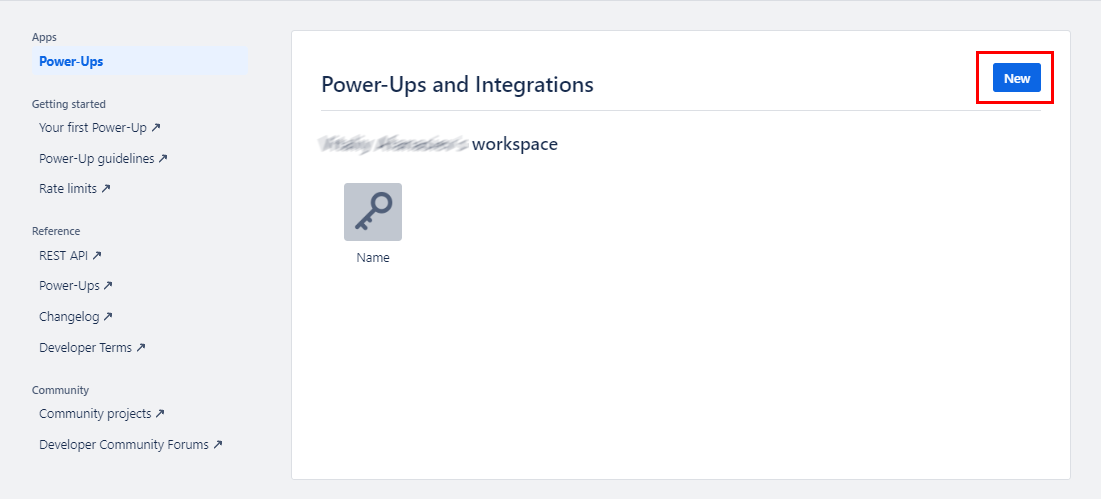 Apps
Power-Ups
Getting started
Your first Power-Up ↗
Power-Up guidelines ↗
Rate limits ↗
Reference
REST API ↗
Power-Ups ↗
Changelog ↗
Developer Terms ↗
Community
Community projects ↗
Developer Community Forums ↗
Power-Ups and Integrations
New
workspace
Name